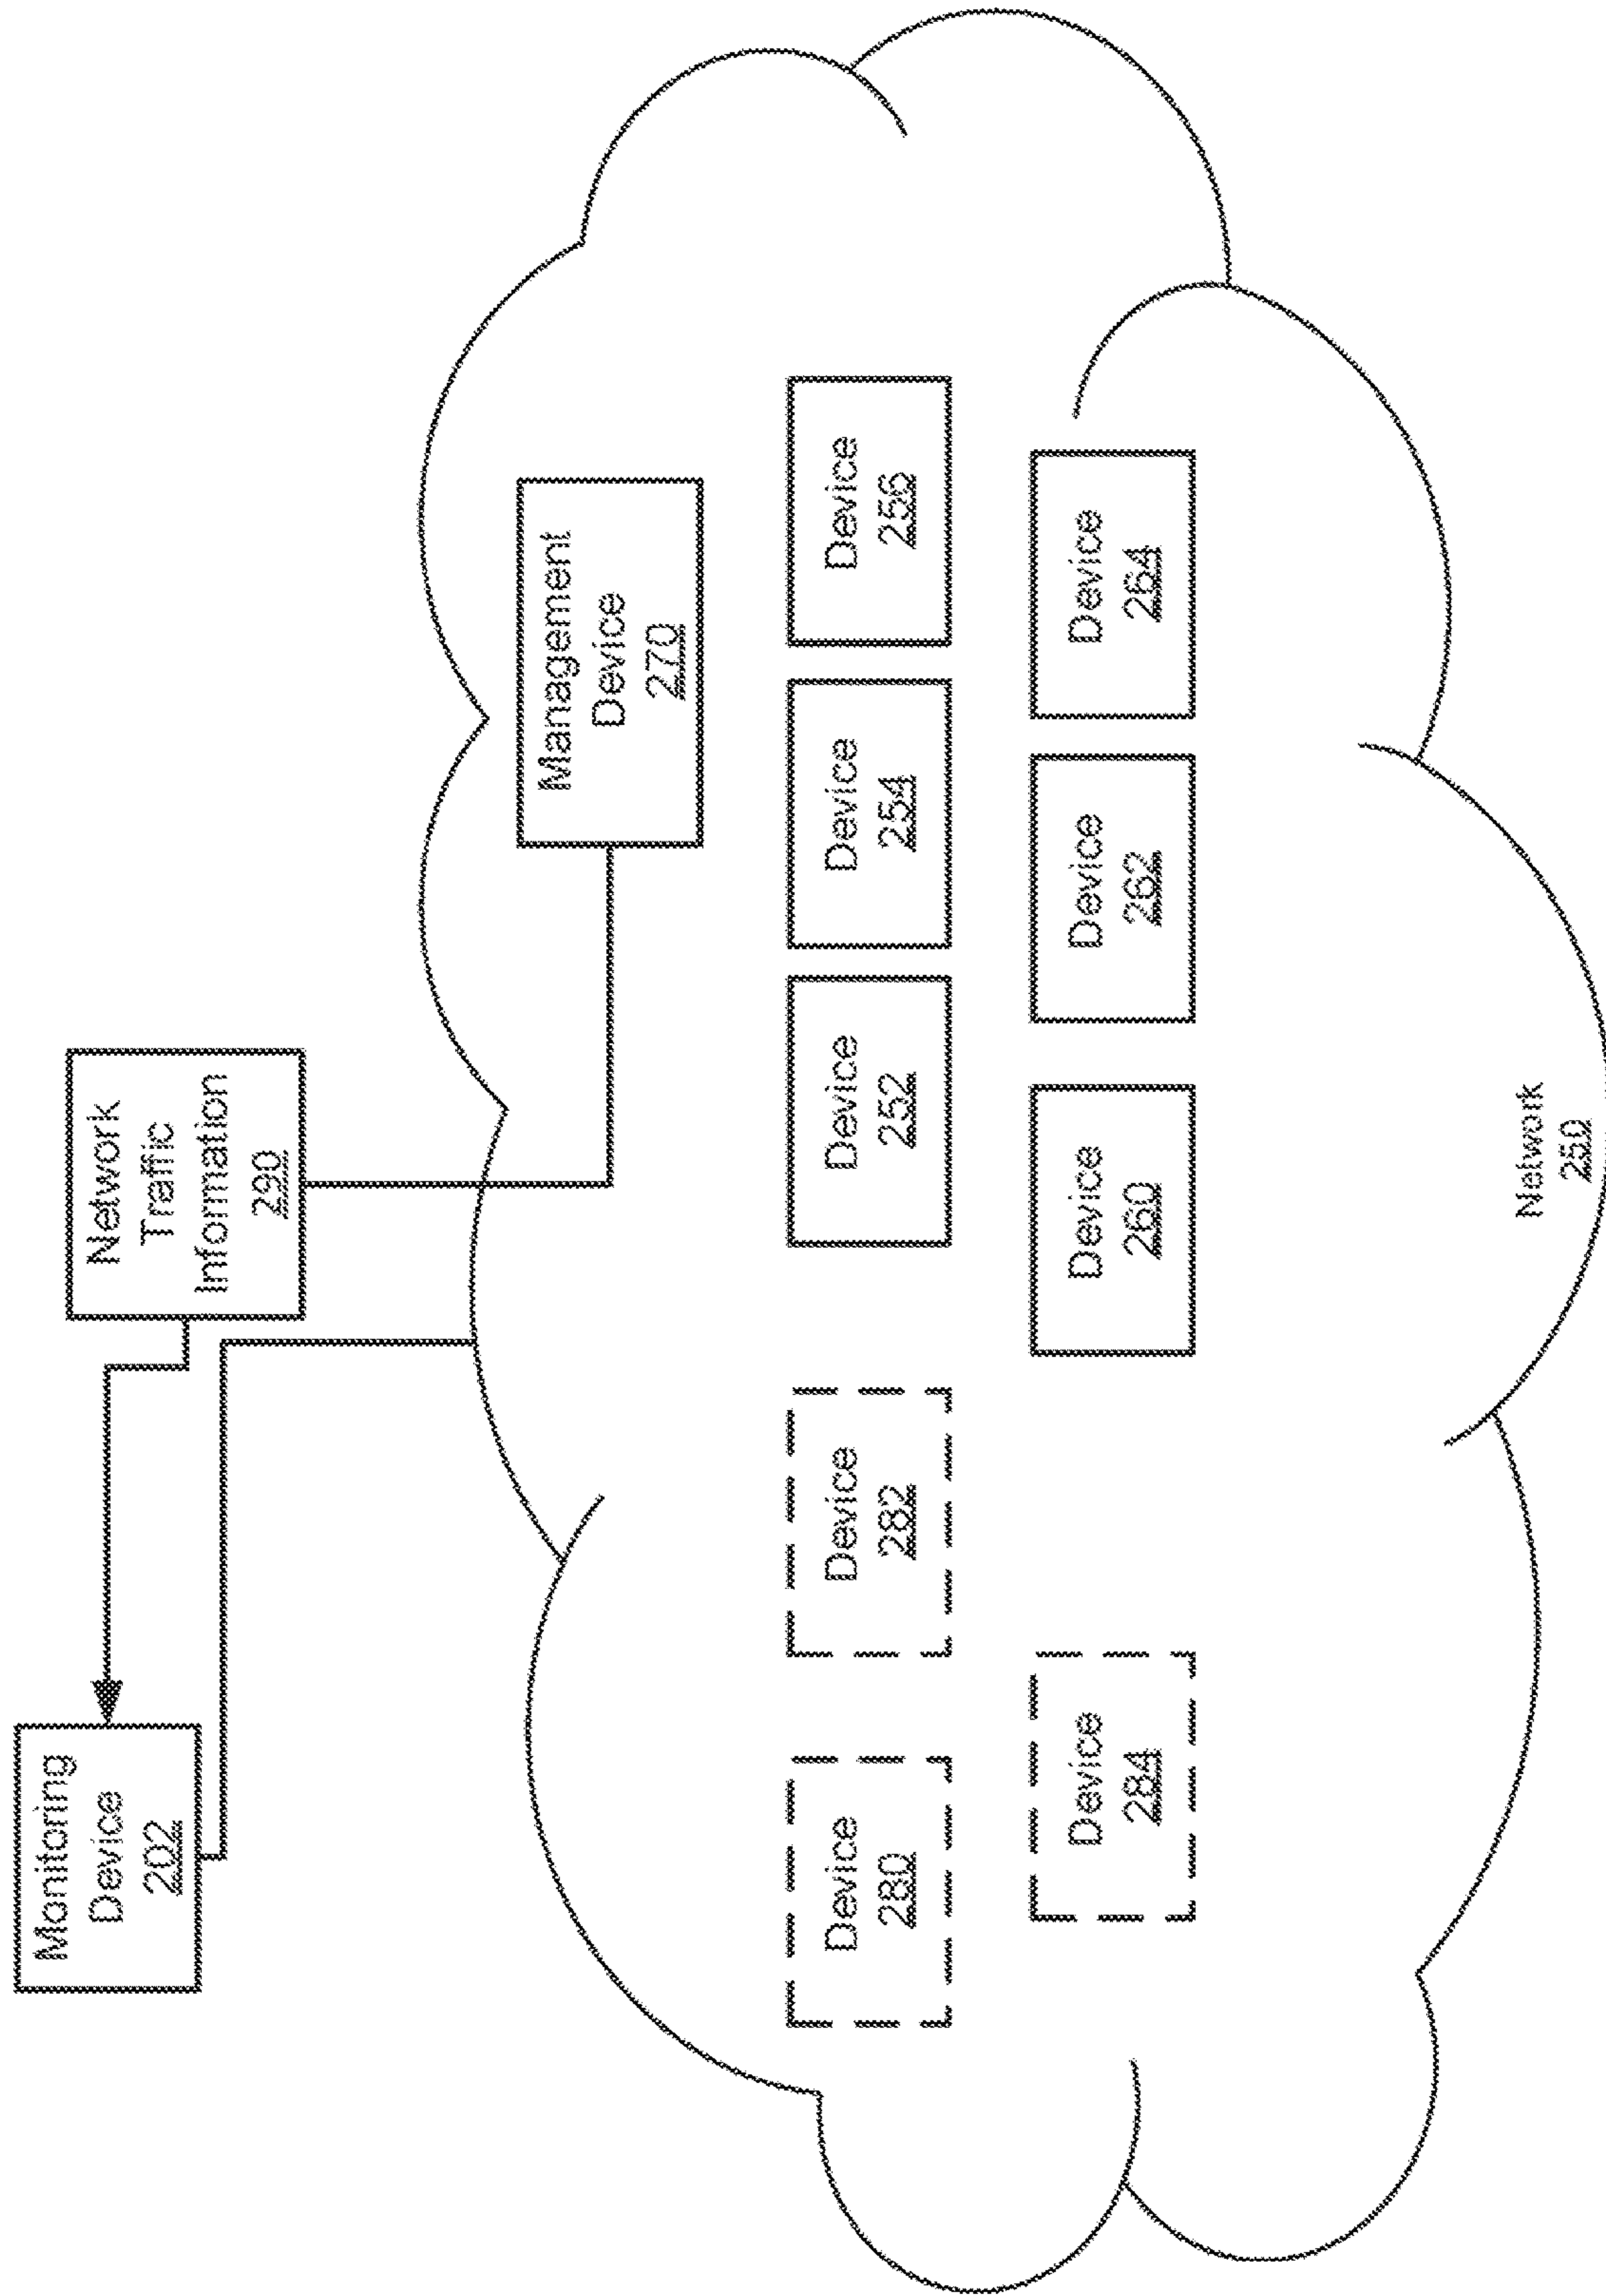 Monitoring
Device
202
Network
Traffic
Information
290
Management
Device
270
Device
280
Device
282
Device
252
Device
254
Device
256
Device
284
Device
260
Device
262
Device
264
Network
250